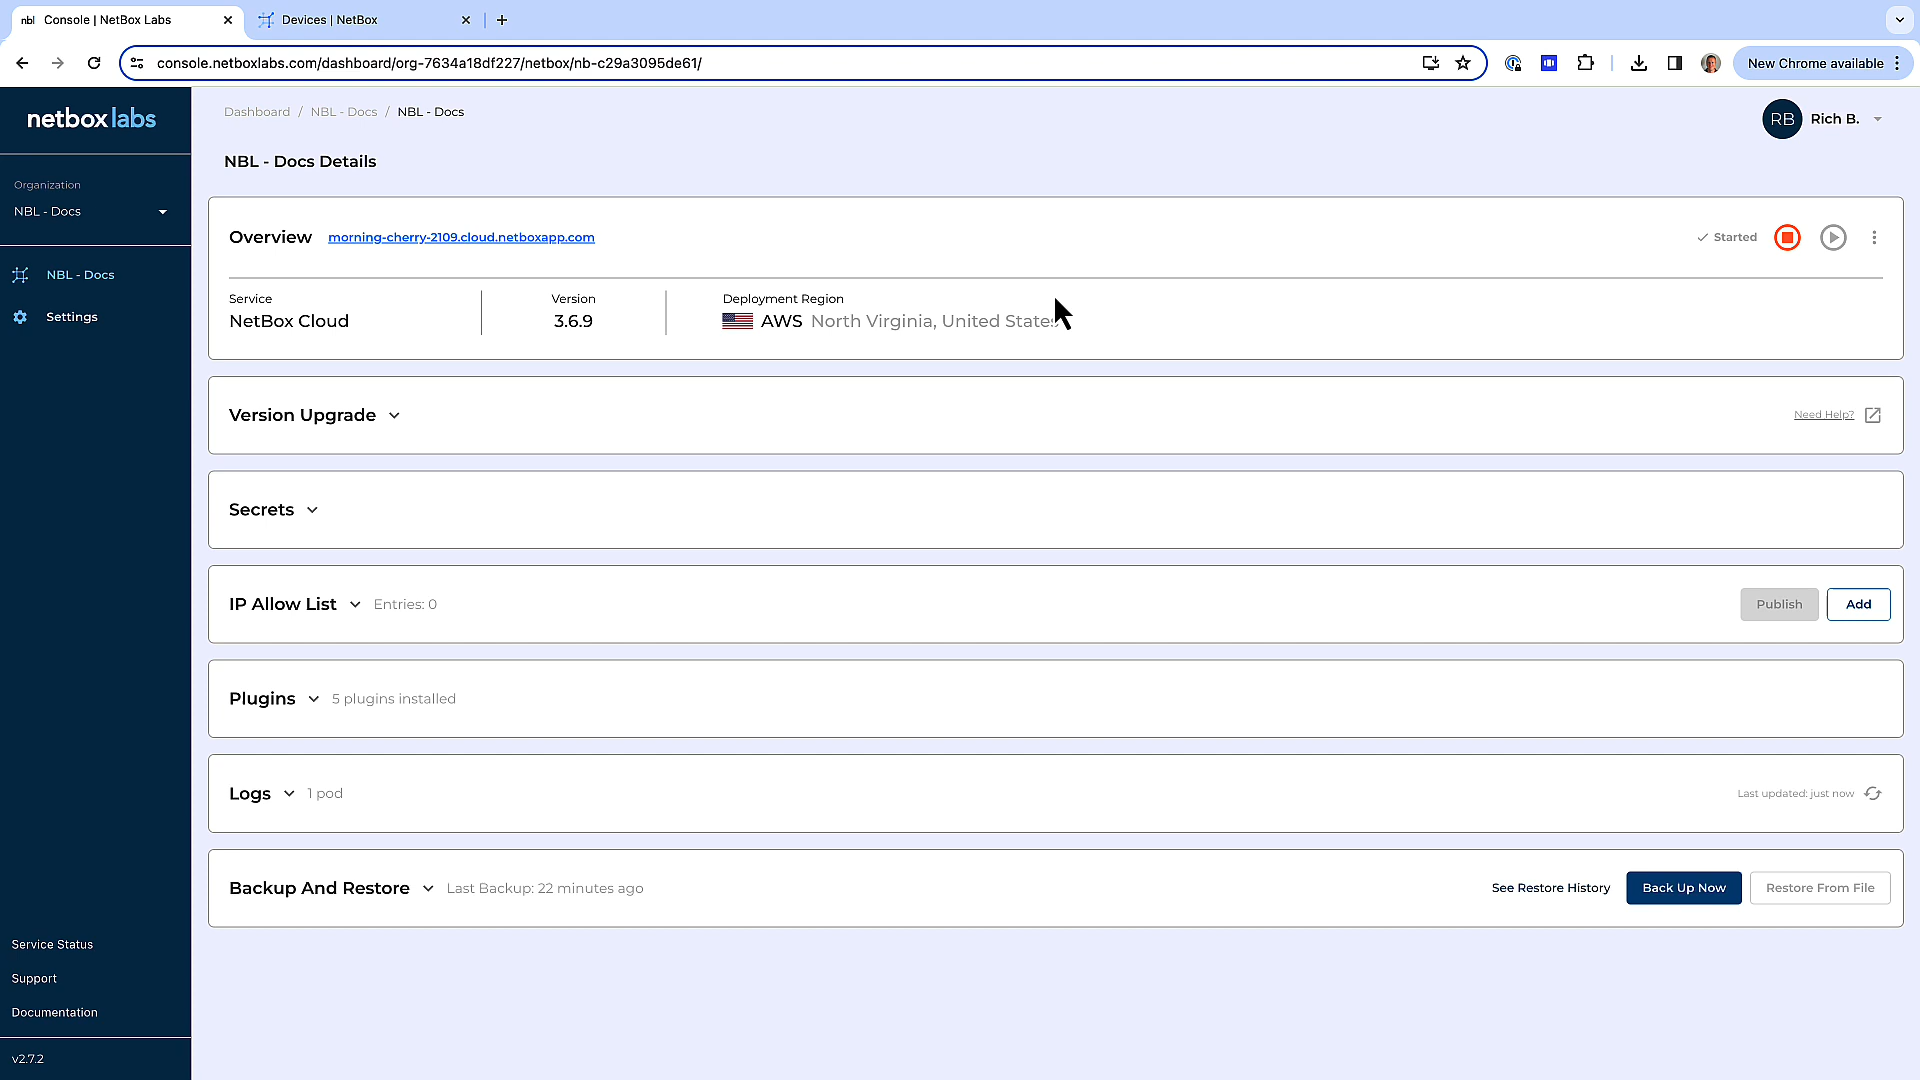 nbl Console | NetBox Labs
Devices | NetBox
console.netboxlabs.com/dashboard/org-7634a18df227/netbox/nb-c29a3095de61/
New Chrome available
netboxlabs
Organization
NBL - Docs
NBL - Docs
Settings
Service Status
Support
Documentation
v2.7.2
Dashboard / NBL - Docs / NBL - Docs
RB Rich B.
NBL - Docs Details
Overview morning-cherry-2109.cloud.netboxapp.com
Started
Service
NetBox Cloud
Version
3.6.9
Deployment Region
AWS North Virginia, United States
Version Upgrade
Need Help?
Secrets
IP Allow List Entries: 0
Publish Add
Plugins 5 plugins installed
Logs 1 pod
Last updated: just now
Backup And Restore Last Backup: 22 minutes ago
See Restore History Back Up Now Restore From File